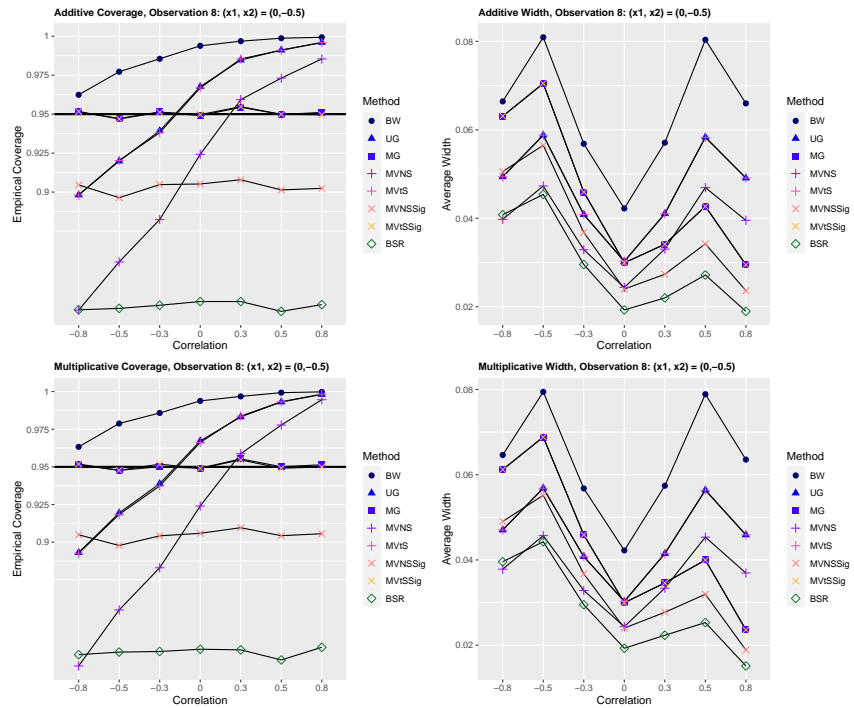 Additive Coverage, Observation 8: (x1, x2) = (0,−0.5)
Empirical Coverage
1
0.975
0.95
0.925
0.9
−0.8 −0.5 −0.3 0 0.3 0.5 0.8
Correlation
Method
BW
UG
MG
MVNS
MVtS
MVNSSig
MVtSSig
BSR
Additive Width, Observation 8: (x1, x2) = (0,−0.5)
Average Width
0.08
0.06
0.04
0.02
−0.8 −0.5 −0.3 0 0.3 0.5 0.8
Correlation
Method
BW
UG
MG
MVNS
MVtS
MVNSSig
MVtSSig
BSR
Multiplicative Coverage, Observation 8: (x1, x2) = (0,−0.5)
Empirical Coverage
1
0.975
0.95
0.925
0.9
−0.8 −0.5 −0.3 0 0.3 0.5 0.8
Correlation
Method
BW
UG
MG
MVNS
MVtS
MVNSSig
MVtSSig
BSR
Multiplicative Width, Observation 8: (x1, x2) = (0,−0.5)
Average Width
0.08
0.06
0.04
0.02
−0.8 −0.5 −0.3 0 0.3 0.5 0.8
Correlation
Method
BW
UG
MG
MVNS
MVtS
MVNSSig
MVtSSig
BSR